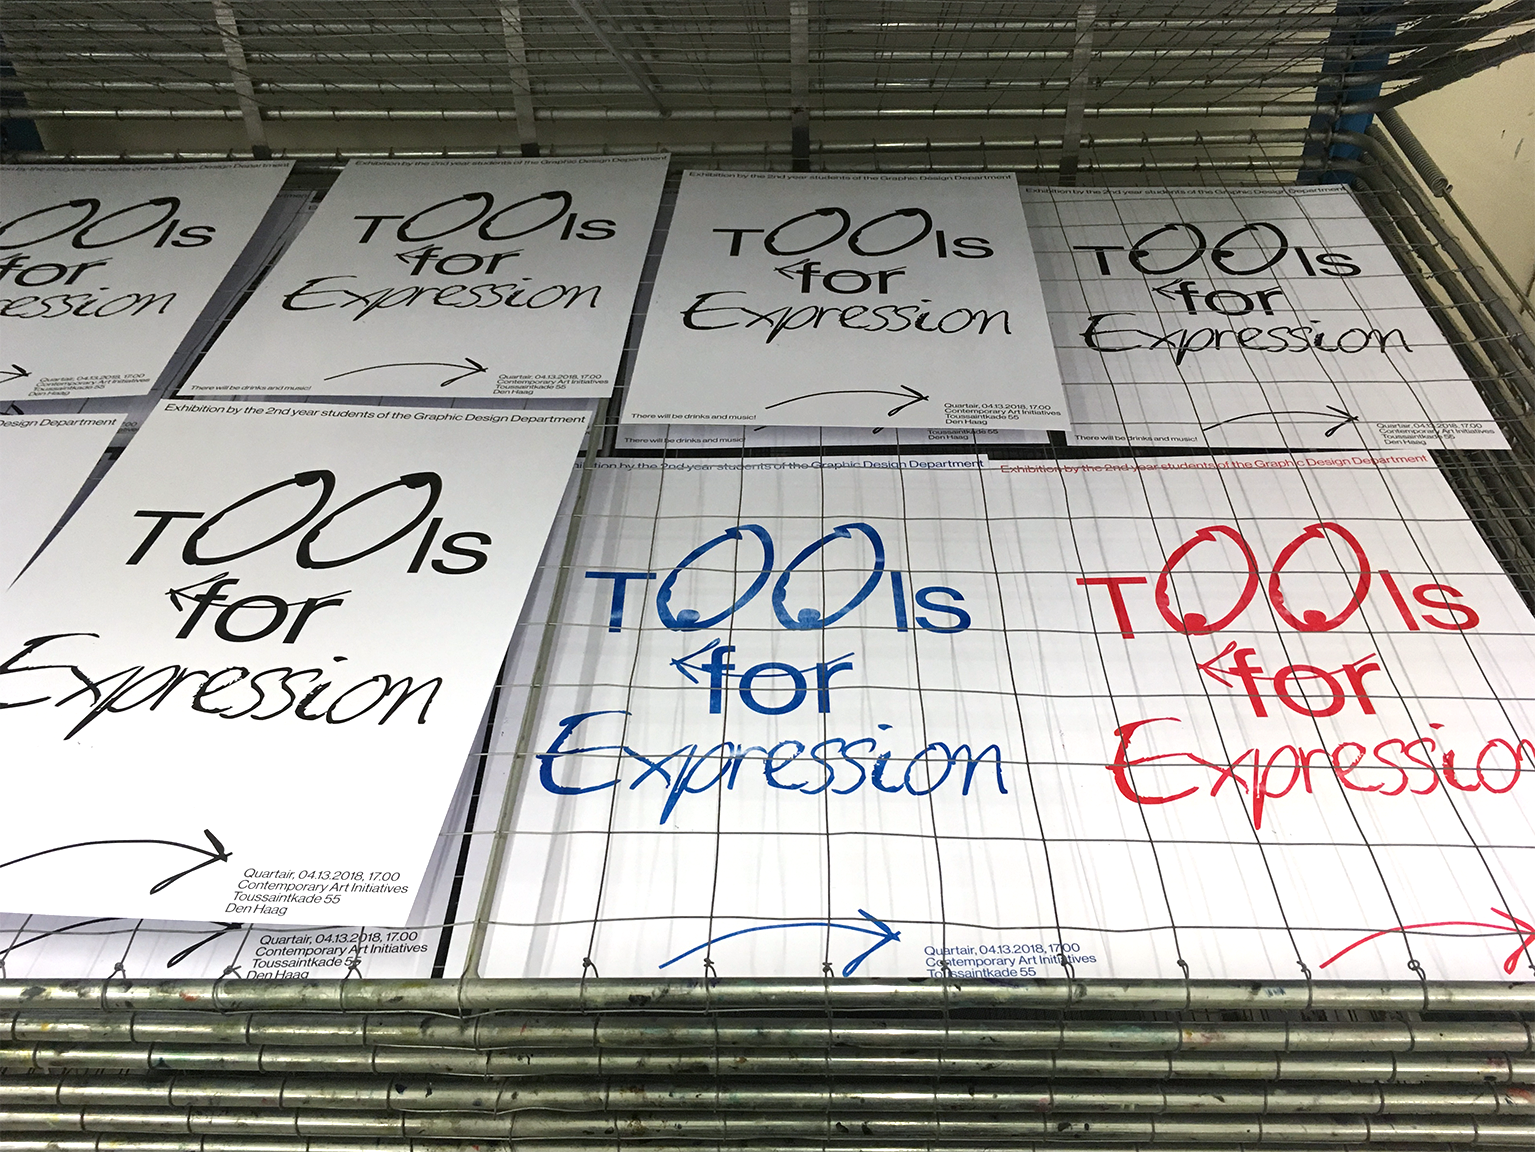 by the 2nd year students of the Graphic Design Department
OOls
for
ression
Quartair, 04.13.2018, 17.00
Contemporary Art Initiatives
Toussaintkade 55
Den Haag
Exhibition by the 2nd year students of the Graphic Design Department
TOOls
for
Expression
There will be drinks and music!
Quartair, 04.13.2018, 17.00
Contemporary Art Initiatives
Toussaintkade 55
Den Haag
Exhibition by the 2nd year students of the Graphic Design Department
TOOls
for
Expression
There will be drinks and music!
Quartair, 04.13.2018, 17.00
Contemporary Art Initiatives
Toussaintkade 55
Den Haag
There will be drinks and music!
Toussaintkade 55
Den Haag
Exhibition by the 2nd year students of the Graphic Design Department
TOOls
for
Expression
There will be drinks and music!
Quartair, 04.13.2018, 17.00
Contemporary Art Initiatives
Toussaintkade 55
Den Haag
Design Department
Exhibition by the 2nd year students of the Graphic Design Department
TOOls
for
Expression
Quartair, 04.13.2018, 17.00
Contemporary Art Initiatives
Toussaintkade 55
Den Haag
Quartair, 04.13.2018, 17.00
Contemporary Art Initiatives
Toussaintkade 55
Den Haag
by the 2nd year students of the Graphic Design Department
TOOls
for
Expression
Quartair, 04.13.2018, 17.00
Contemporary Art Initiatives
Toussaintkade 55
Exhibition by the 2nd year students of the Graphic Design Department
TOOls
for
Expressio